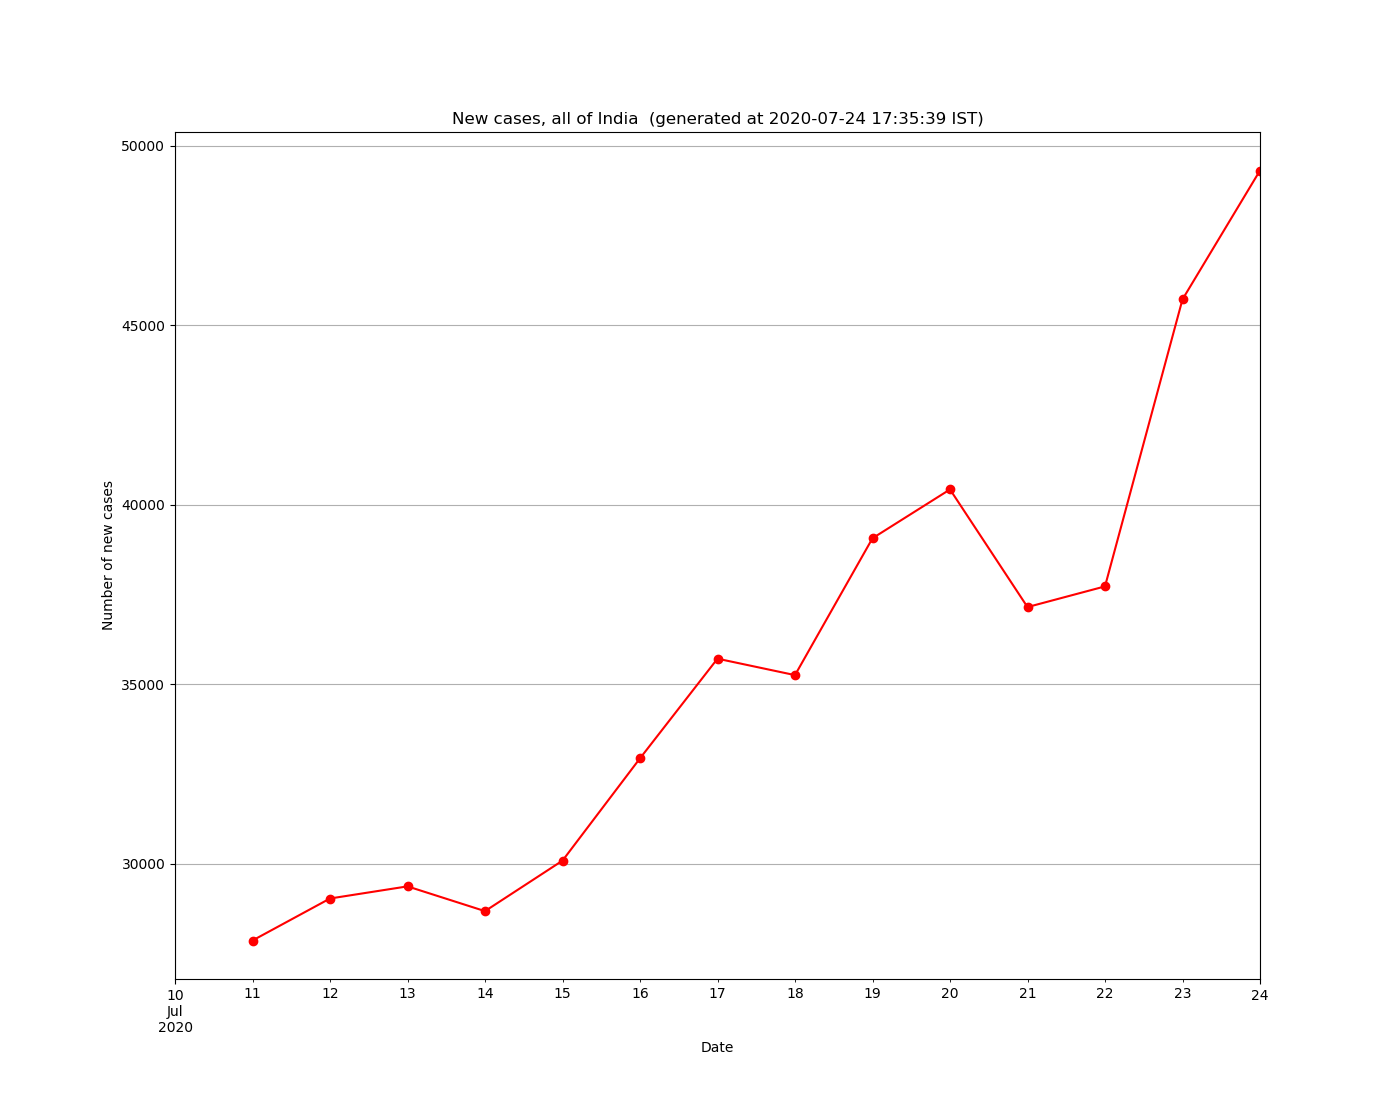 New cases, all of India  (generated at 2020-07-24 17:35:39 IST)
50000
45000
40000
35000
30000
Number of new cases
10 11 12 13 14 15 16 17 18 19 20 21 22 23 24
Jul
2020
Date